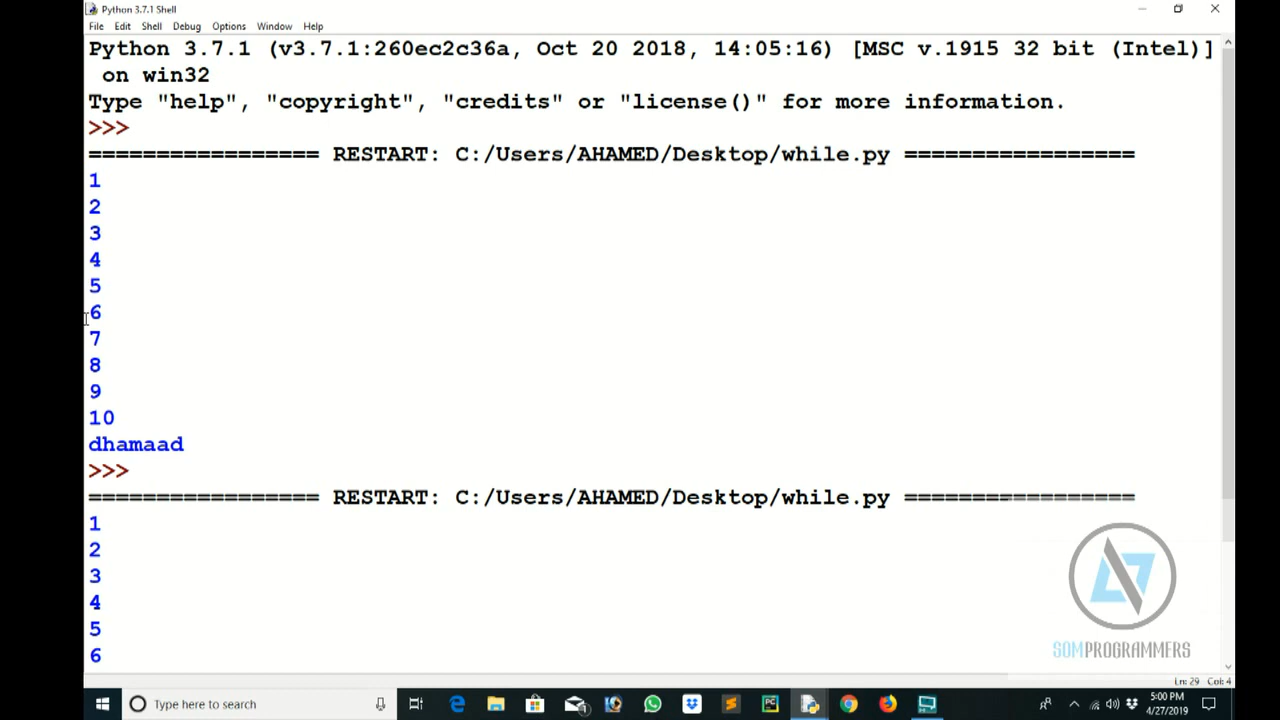 Python 3.7.1 Shell
File Edit Shell Debug Options Window Help
Python 3.7.1 (v3.7.1:260ec2c36a, Oct 20 2018, 14:05:16) [MSC v.1915 32 bit (Intel)]
on win32
Type "help", "copyright", "credits" or "license()" for more information.
>>>
================= RESTART: C:/Users/AHAMED/Desktop/while.py =================
1
2
3
4
5
6
7
8
9
10
dhamaad
>>>
================= RESTART: C:/Users/AHAMED/Desktop/while.py =================
1
2
3
4
5
6
SOMPROGRAMMERS
Ln: 29 Col: 4
Type here to search
5:00 PM
4/27/2019